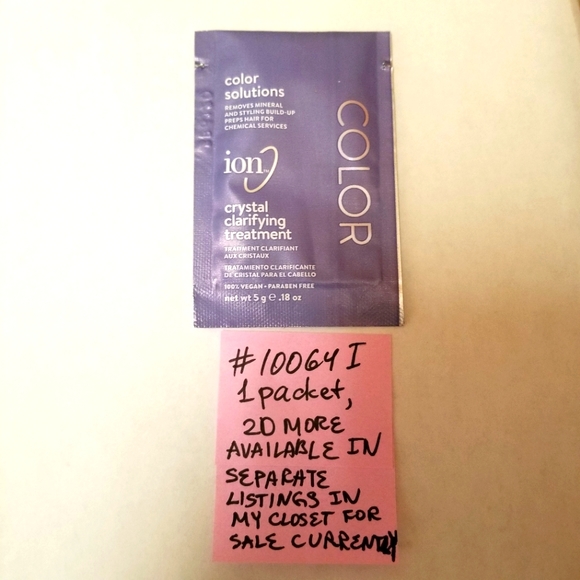 color
solutions
REMOVES MINERAL
AND STYLING BUILD-UP
PREPS HAIR FOR
CHEMICAL SERVICES
COLOR
ion
crystal
clarifying
treatment
TRAITMENT CLARIFIANT
AUX CRISTAUX
TRATAMIENTO CLARIFICANTE
DE CRISTAL PARA EL CABELLO
100% VEGAN • PARABEN FREE
net wt 5 g ℮ .18 oz
#10064 I
1 packet,
20 MORE
AVAILABLE IN
SEPARATE
LISTINGS IN
MY CLOSET FOR
SALE CURRENTLY